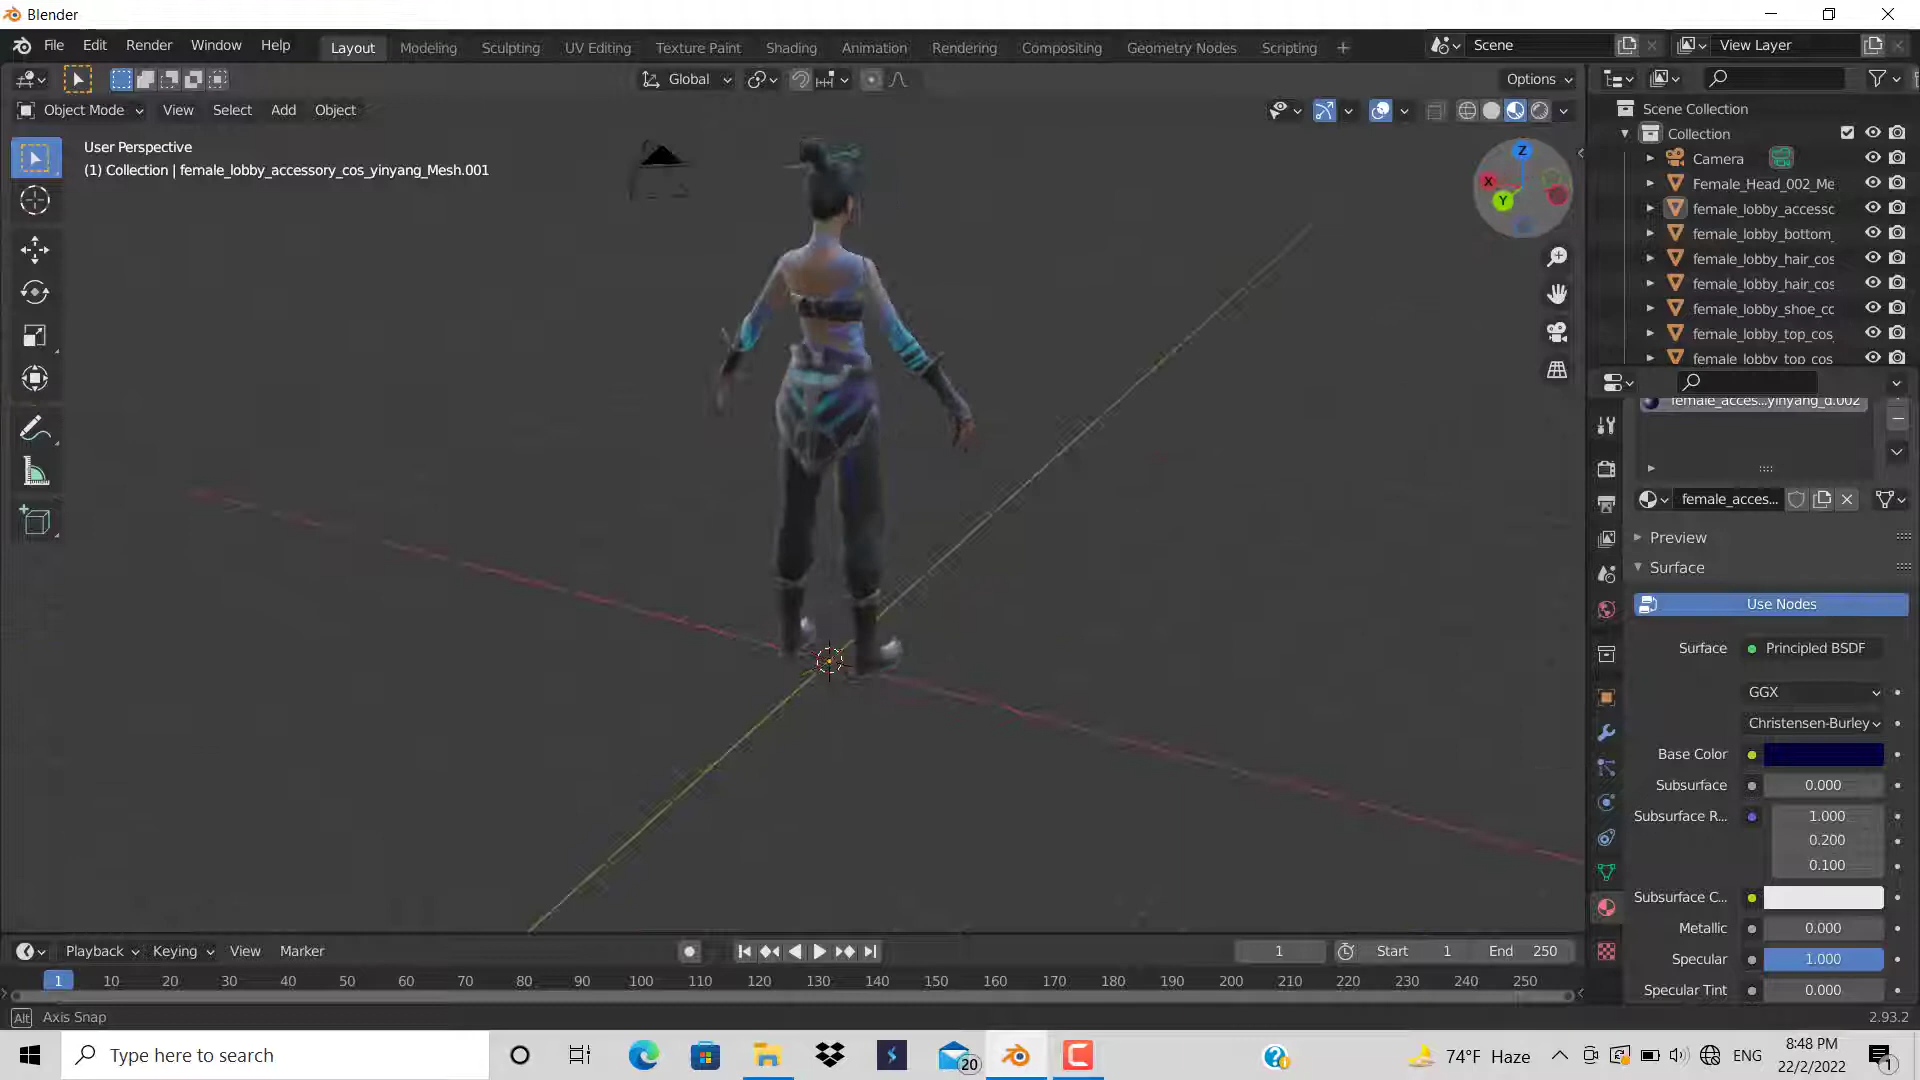 Blender
File Edit Render Window Help Layout Modeling Sculpting UV Editing Texture Paint Shading Animation Rendering Compositing Geometry Nodes Scripting + Scene View Layer
Global Options
Object Mode View Select Add Object
User Perspective
(1) Collection | female_lobby_accessory_cos_yinyang_Mesh.001
Z
X
Y
Scene Collection
Collection
Camera
Female_Head_002_Me
female_lobby_accessc
female_lobby_bottom_
female_lobby_hair_cos
female_lobby_hair_cos
female_lobby_shoe_cc
female_lobby_top_cos_
female_lobby_top_cos
female_acces...yinyang_d.002
female_acces...
Preview
Surface
Use Nodes
Surface Principled BSDF
GGX
Christensen-Burley
Base Color
Subsurface 0.000
Subsurface R... 1.000
0.200
0.100
Subsurface C...
Metallic 0.000
Specular 1.000
Specular Tint 0.000
Playback Keying View Marker 1 Start 1 End 250
1 10 20 30 40 50 60 70 80 90 100 110 120 130 140 150 160 170 180 190 200 210 220 230 240 250
Alt Axis Snap 2.93.2
Type here to search 20 74°F Haze ENG 8:48 PM
22/2/2022 1